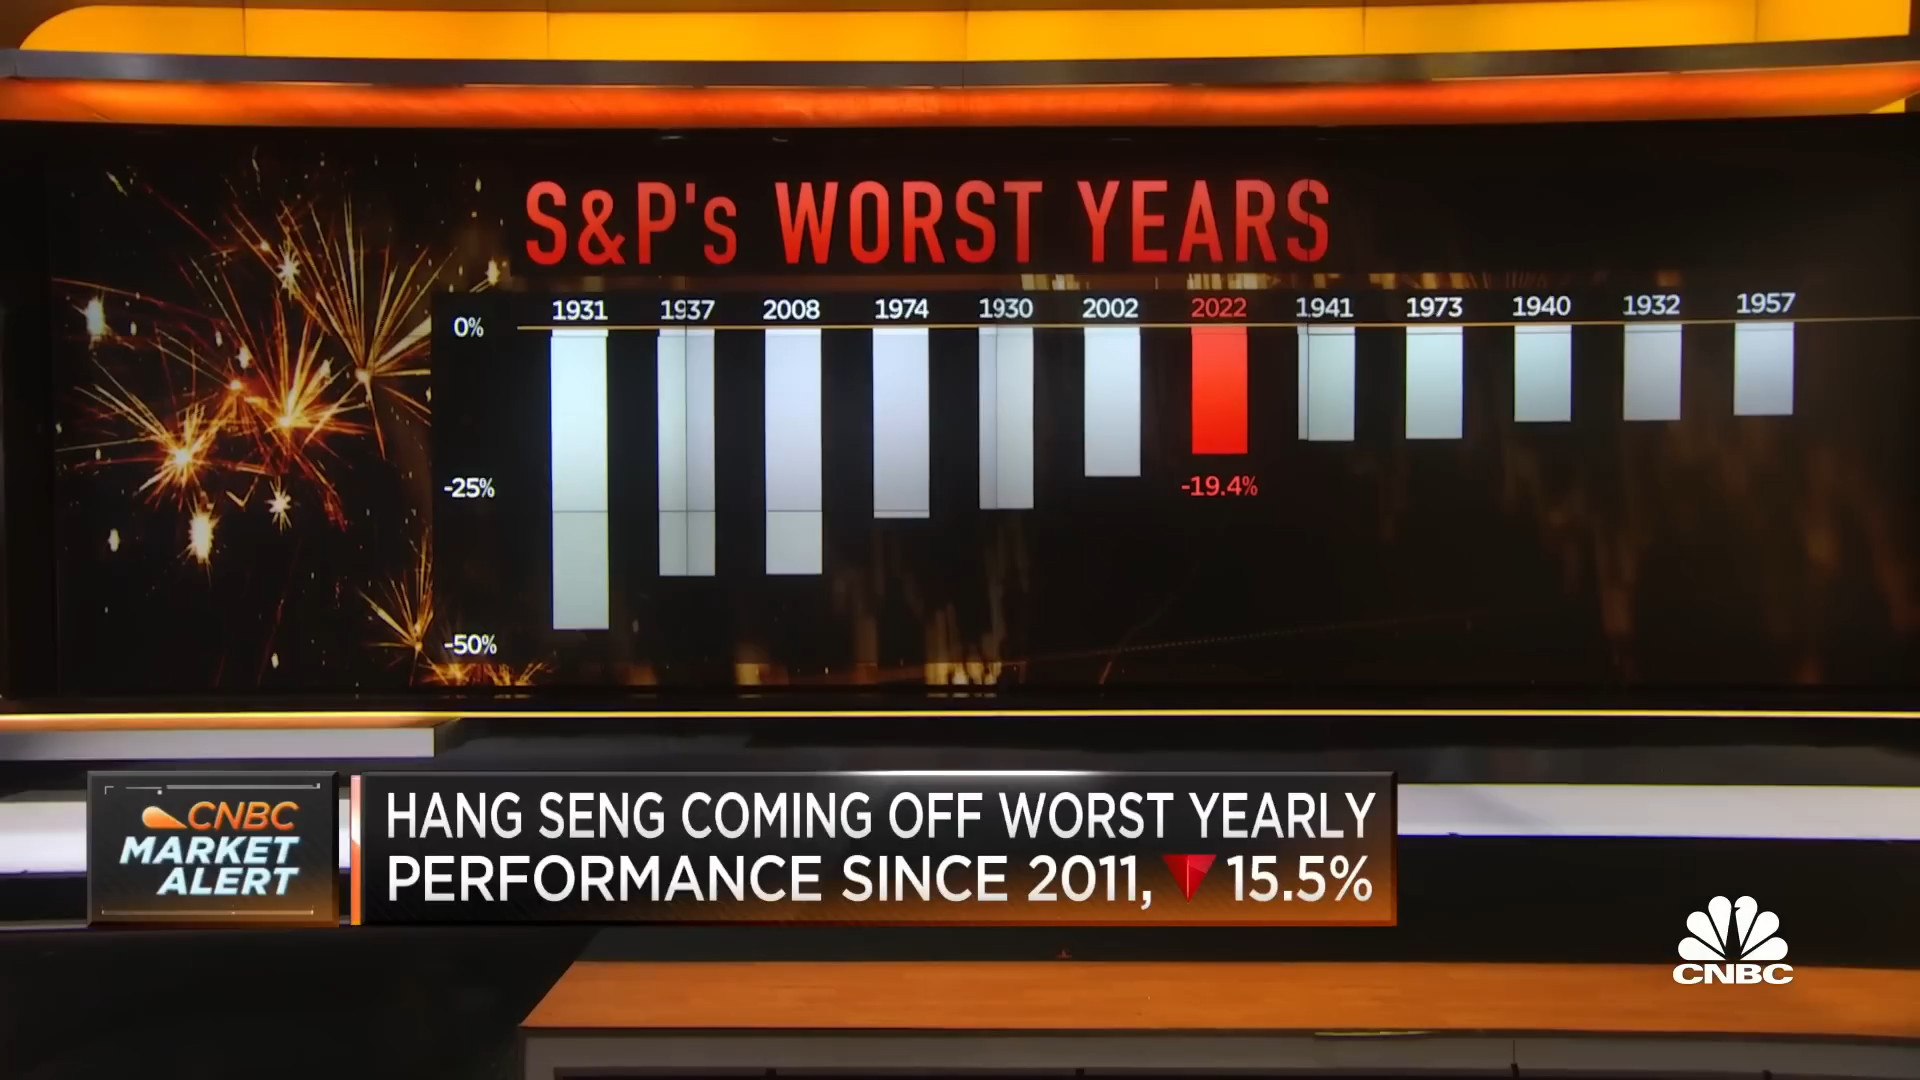 S&P's WORST YEARS
1931 1937 2008 1974 1930 2002 2022 1941 1973 1940 1932 1957
0%
-25%
-19.4%
-50%
CNBC
MARKET
ALERT
HANG SENG COMING OFF WORST YEARLY
PERFORMANCE SINCE 2011, ▼ 15.5%
CNBC